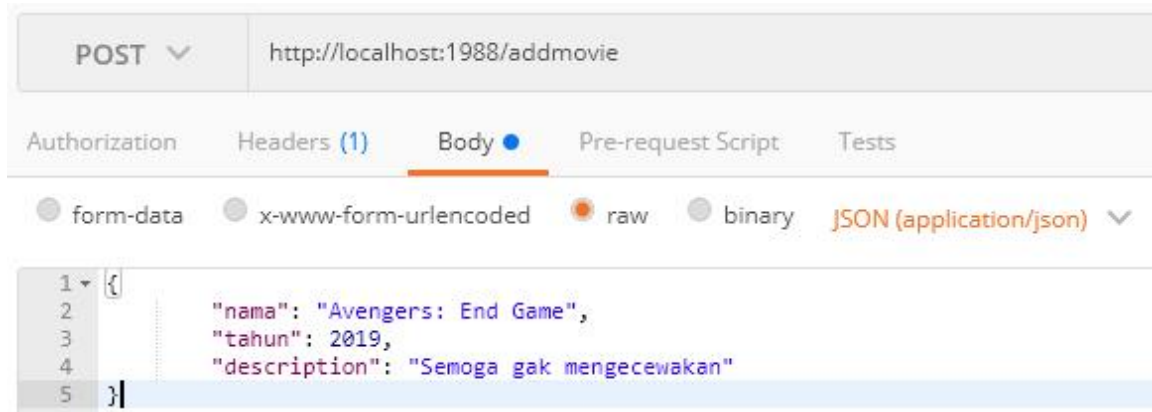 POST http://localhost:1988/addmovie
Authorization Headers (1) Body Pre-request Script Tests
form-data x-www-form-urlencoded raw binary JSON (application/json)
1 {
2 "nama": "Avengers: End Game",
3 "tahun": 2019,
4 "description": "Semoga gak mengecewakan"
5 }